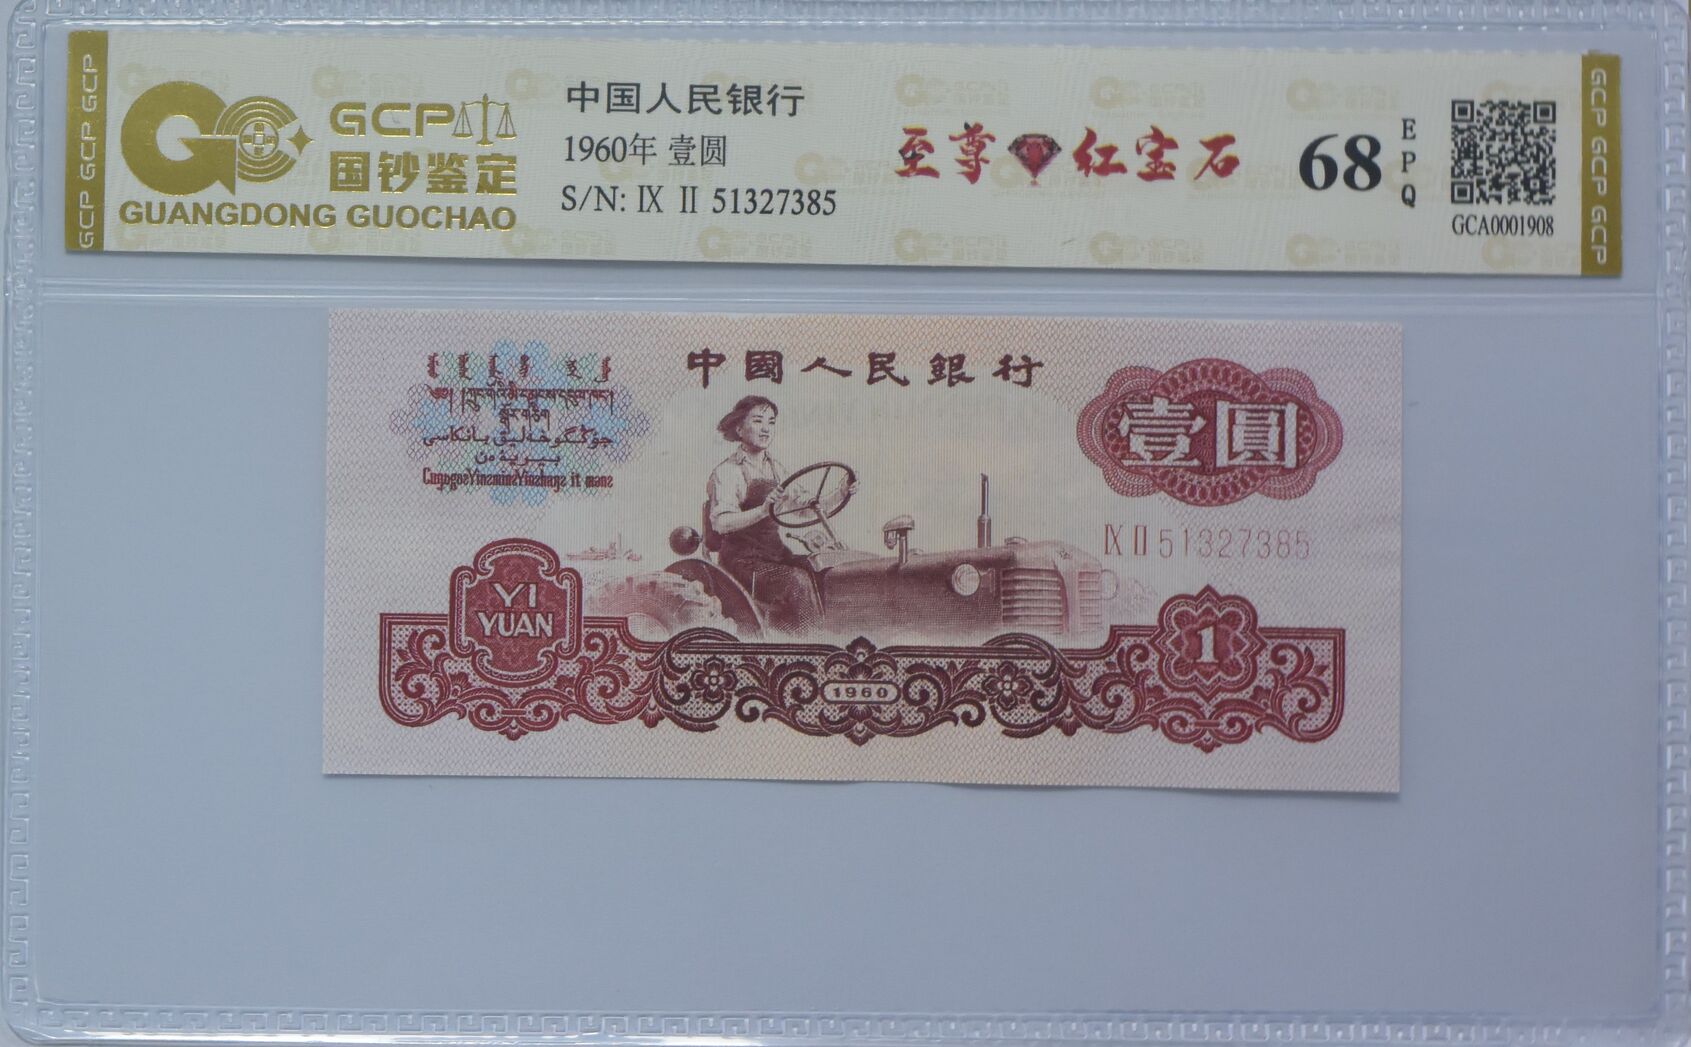 GCP GCP GCP
GCP
国钞鉴定
GUANGDONG GUOCHAO
中国人民银行
1960年 壹圆
S/N: IX II 51327385
至尊 红宝石
68
EPQ
GCA0001908
GCP GCP GCP
中國人民銀行
壹圓
IX II 51327385
YI
YUAN
1960
1